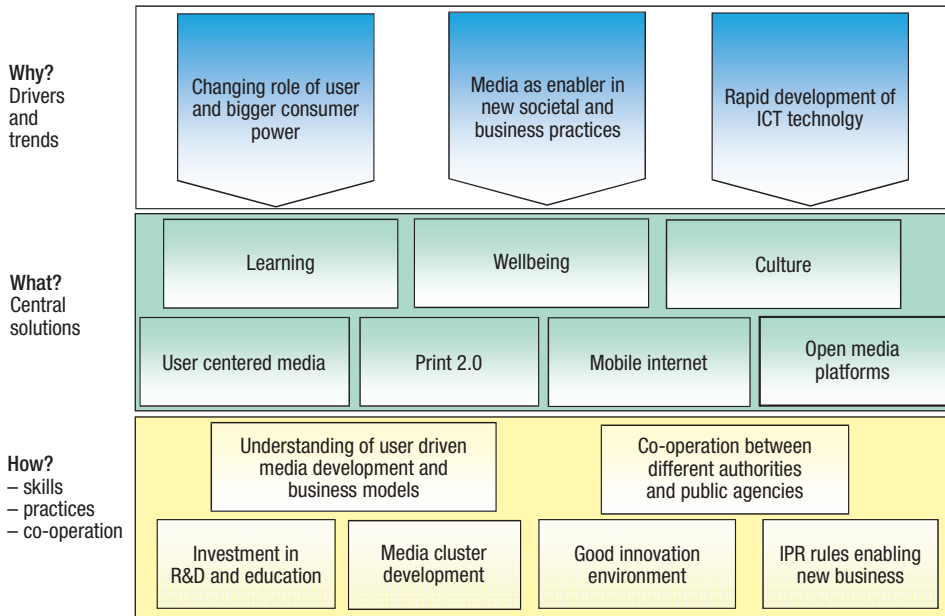 Why?
Drivers
and
trends
Changing role of user
and bigger consumer
power
Media as enabler in
new societal and
business practices
Rapid development of
ICT technolgy
What?
Central
solutions
Learning
Wellbeing
Culture
User centered media
Print 2.0
Mobile internet
Open media
platforms
How?
– skills
– practices
– co-operation
Understanding of user driven
media development and
business models
Co-operation between
different authorities
and public agencies
Investment in
R&D and education
Media cluster
development
Good innovation
environment
IPR rules enabling
new business